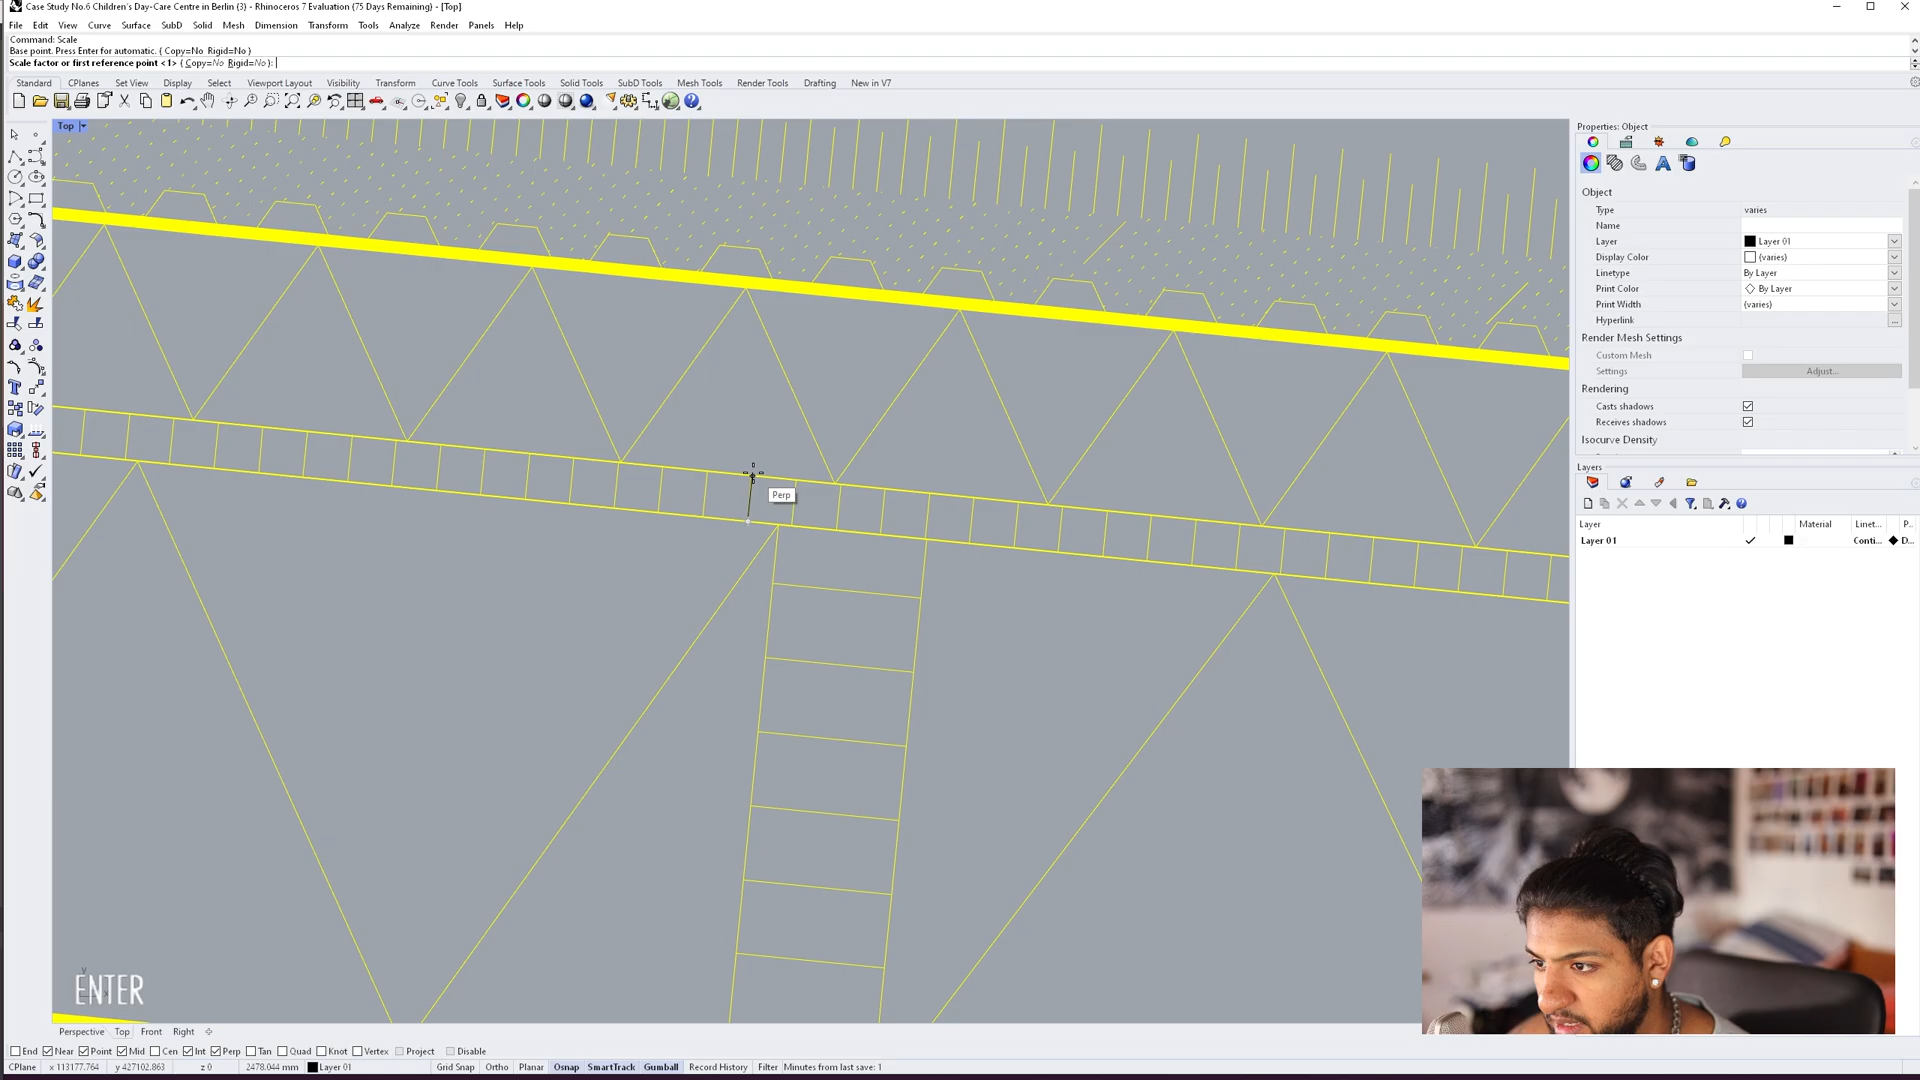 Case Study No.6 Children's Day-Care Centre in Berlin (3) - Rhinoceros 7 Evaluation (75 Days Remaining) - [Top]
File Edit View Curve Surface SubD Solid Mesh Dimension Transform Tools Analyze Render Panels Help
Command: Scale
Base point. Press Enter for automatic. ( Copy=No Rigid=No )
Scale factor or first reference point <1> ( Copy=No Rigid=No ):
Standard CPlanes Set View Display Select Viewport Layout Visibility Transform Curve Tools Surface Tools Solid Tools SubD Tools Mesh Tools Render Tools Drafting New in V7
Top
Properties: Object
Object
Type varies
Name
Layer Layer 01
Display Color (varies)
Linetype By Layer
Print Color By Layer
Print Width (varies)
Hyperlink ...
Render Mesh Settings
Custom Mesh
Settings Adjust...
Rendering
Casts shadows
Receives shadows
Isocurve Density
Layers
Layer Material Linet... P...
Layer 01 Conti... D...
Perp
ENTER
Perspective Top Front Right
End Near Point Mid Cen Int Perp Tan Quad Knot Vertex Project Disable
CPlane x 113177.764 y 427102.863 z 0 2478.044 mm Layer 01 Grid Snap Ortho Planar Osnap SmartTrack Gumball Record History Filter Minutes from last save: 1